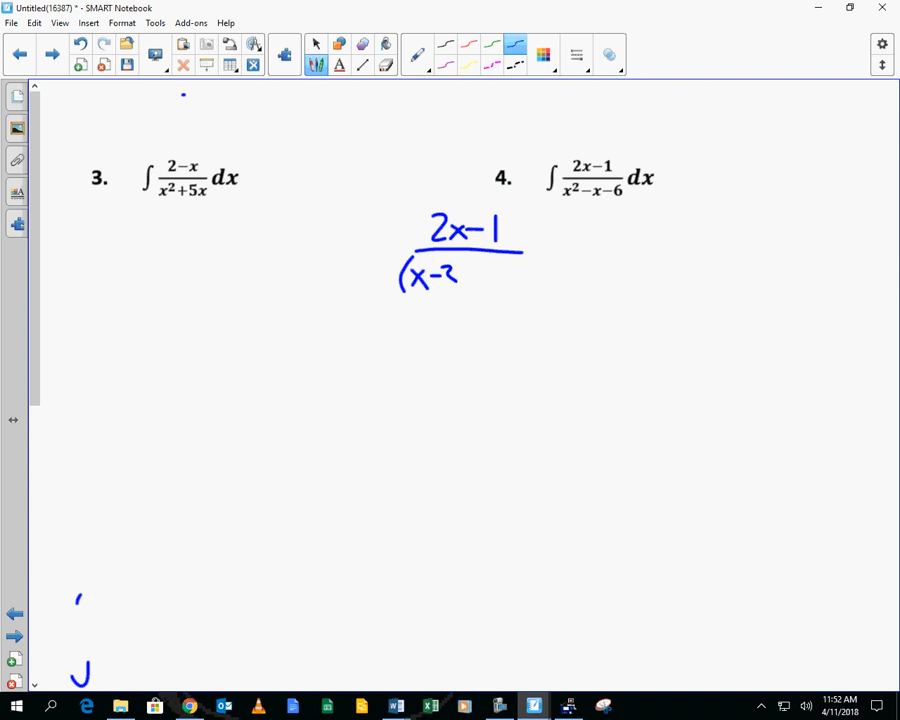 Untitled(16387) * - SMART Notebook
File Edit View Insert Format Tools Add-ons Help
3. ∫ 2−x / x²+5x dx
4. ∫ 2x−1 / x²−x−6 dx
2x−1
(x−3
11:52 AM
4/11/2018